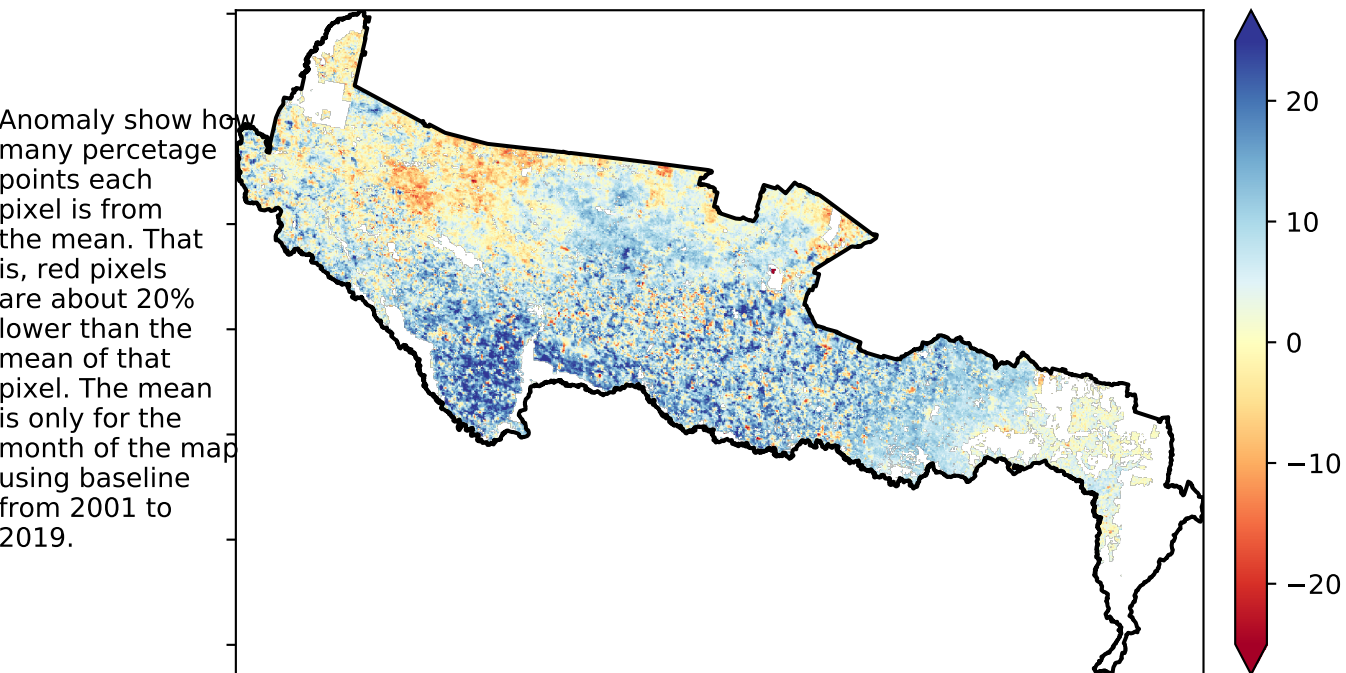 Anomaly show how
many percetage
points each
pixel is from
the mean. That
is, red pixels
are about 20%
lower than the
mean of that
pixel. The mean
is only for the
month of the map
using baseline
from 2001 to
2019.
20
10
0
−10
−20